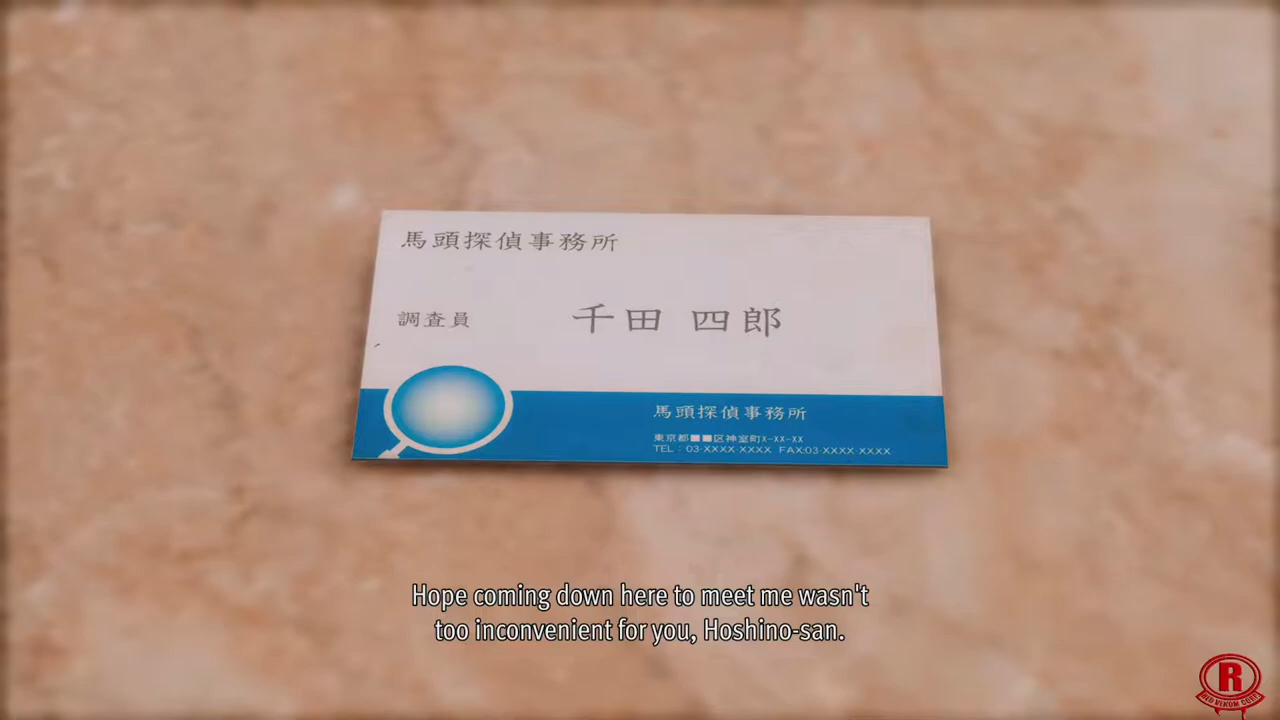 馬頭探偵事務所
調査員 千田 四郎
馬頭探偵事務所
東京都■■区神室町X-XX-XX
TEL：03-XXXX-XXXX FAX:03-XXXX-XXXX
Hope coming down here to meet me wasn't
too inconvenient for you, Hoshino-san.
R